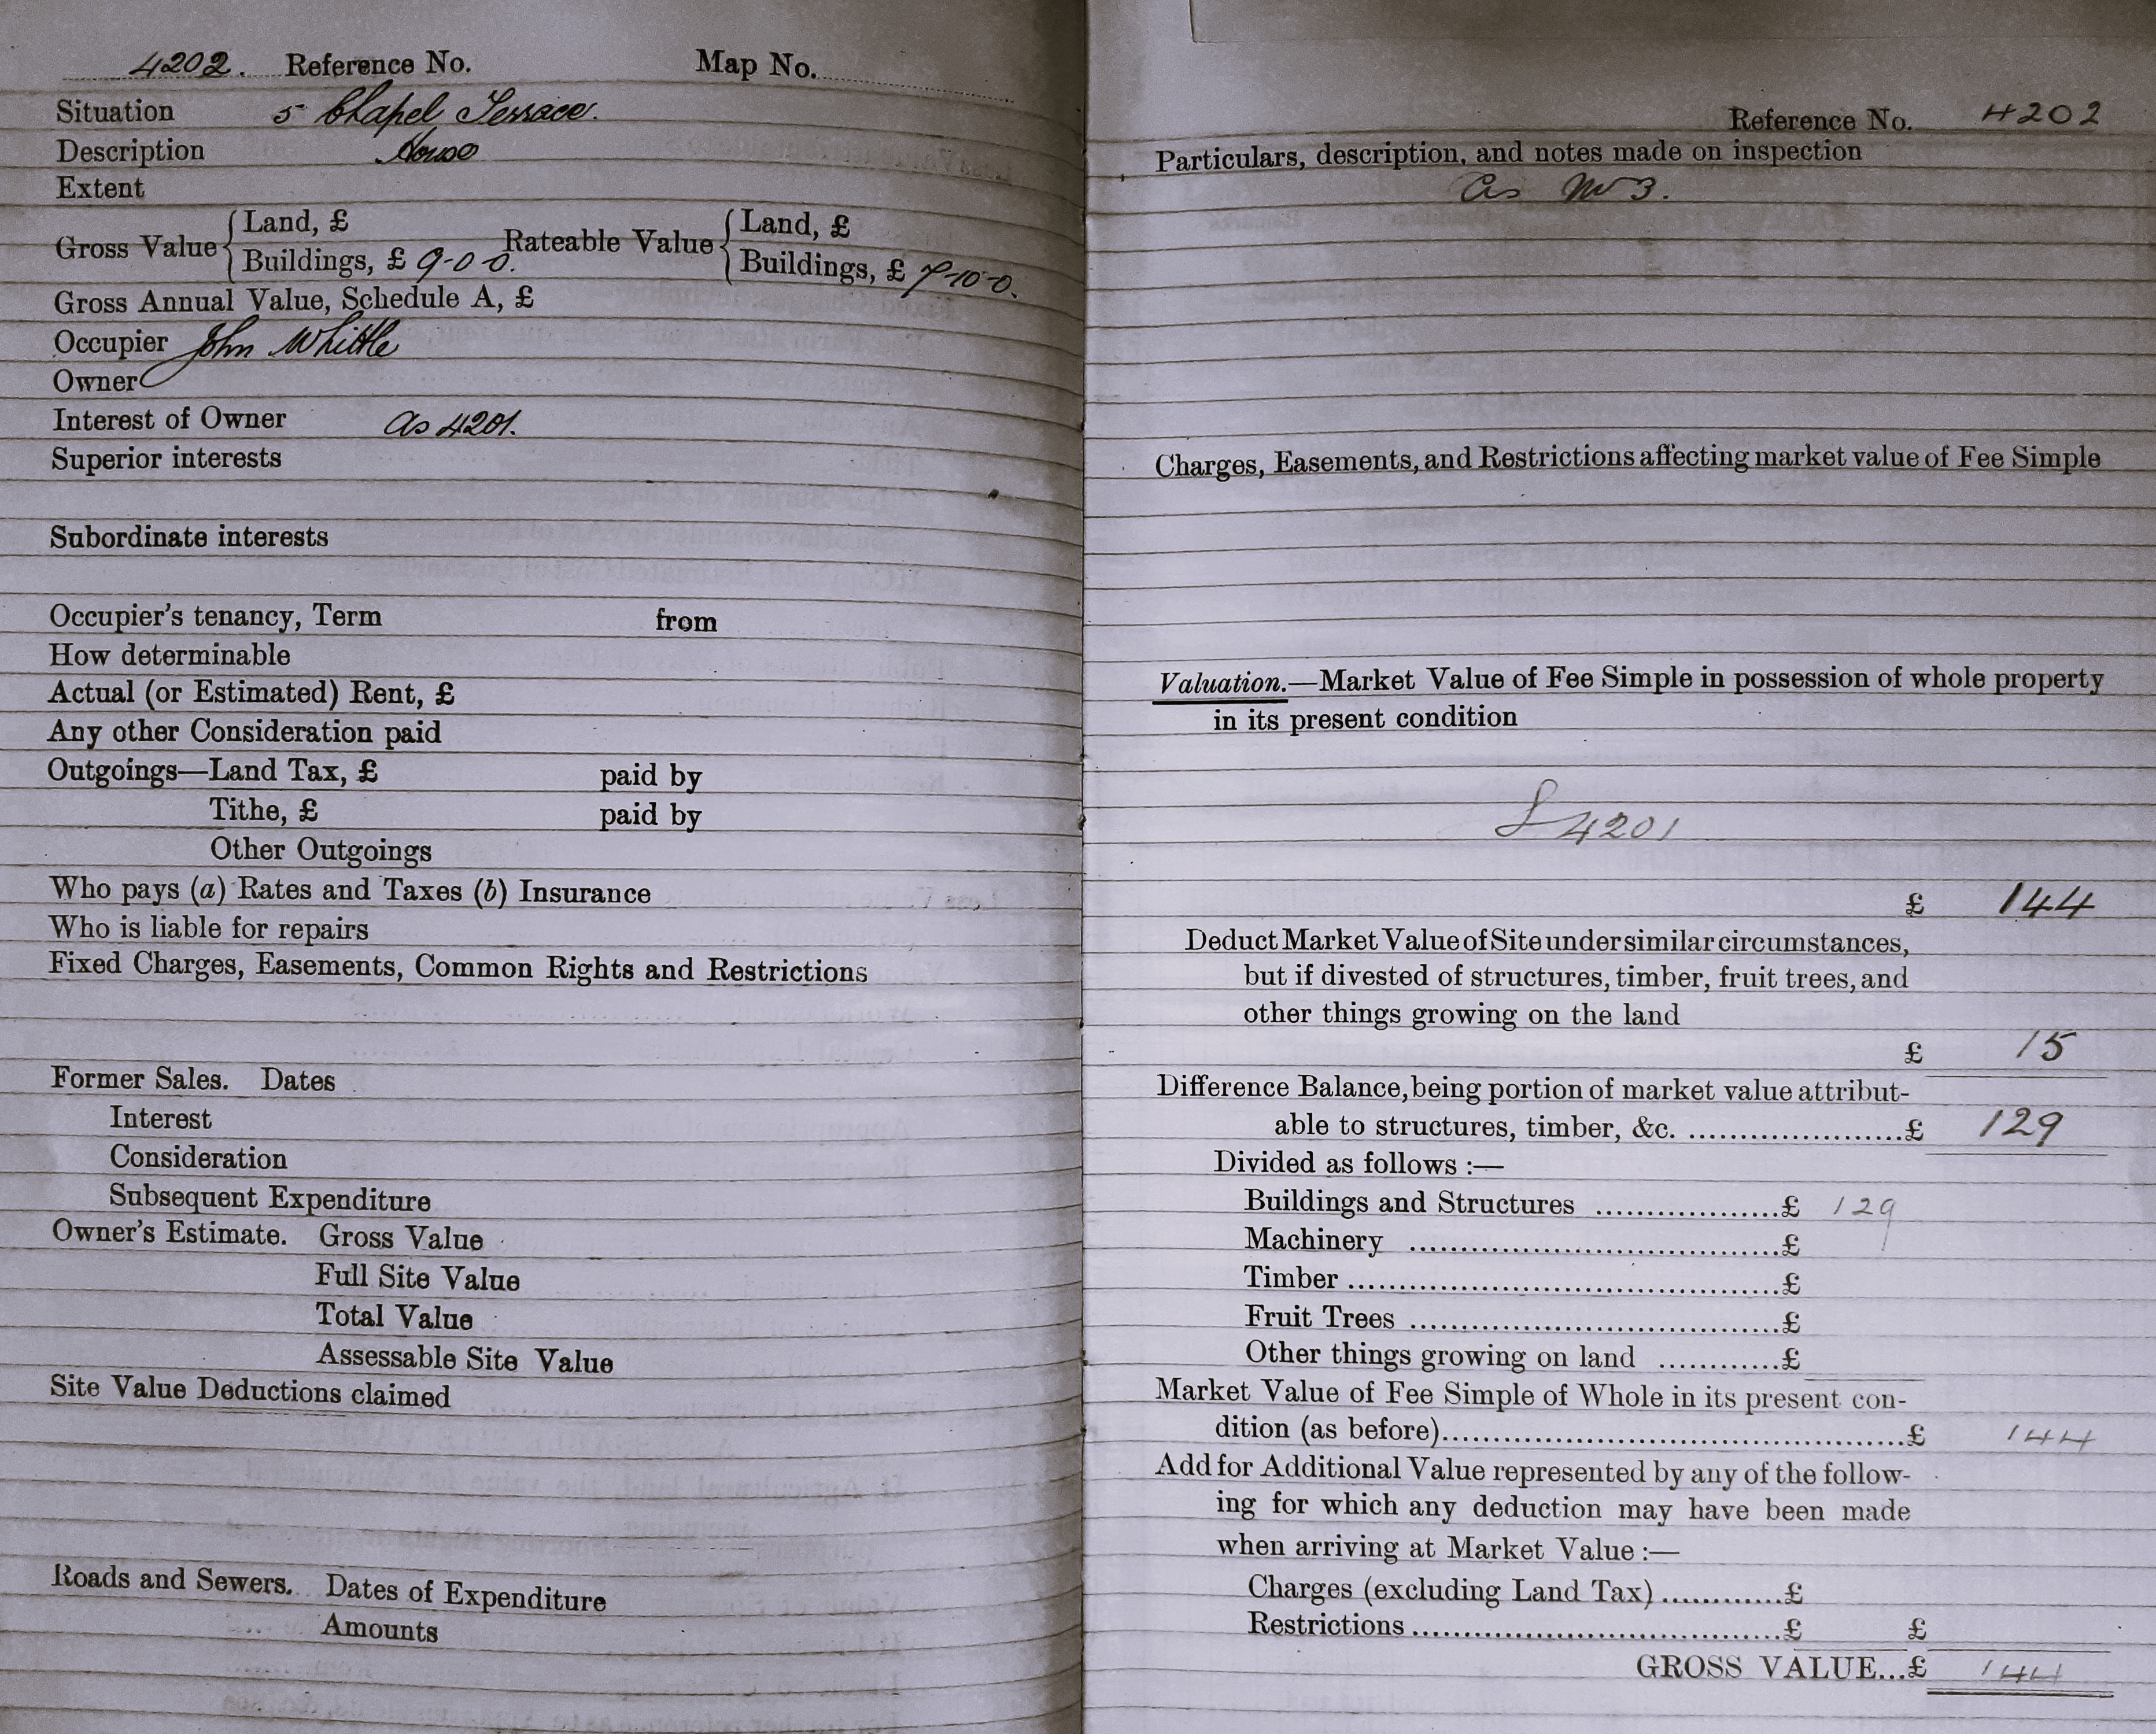 4202. Reference No. Map No.
Situation 5 Chapel Terrace.
Description House
Extent
Gross Value { Land, £ Rateable Value { Land, £
Buildings, £ 9-0-0. Buildings, £ 7-10-0.
Gross Annual Value, Schedule A, £
Occupier John Whittle
Owner
Interest of Owner As 4201.
Superior interests
Subordinate interests
Occupier's tenancy, Term from
How determinable
Actual (or Estimated) Rent, £
Any other Consideration paid
Outgoings—Land Tax, £ paid by
Tithe, £ paid by
Other Outgoings
Who pays (a) Rates and Taxes (b) Insurance
Who is liable for repairs
Fixed Charges, Easements, Common Rights and Restrictions
Former Sales. Dates
Interest
Consideration
Subsequent Expenditure
Owner's Estimate. Gross Value
Full Site Value
Total Value
Assessable Site Value
Site Value Deductions claimed
Roads and Sewers. Dates of Expenditure
Amounts
Reference No. 4202
Particulars, description, and notes made on inspection
As No 3.
Charges, Easements, and Restrictions affecting market value of Fee Simple
Valuation.—Market Value of Fee Simple in possession of whole property
in its present condition
4201
£ 144
Deduct Market Value of Site under similar circumstances,
but if divested of structures, timber, fruit trees, and
other things growing on the land
£ 15
Difference Balance, being portion of market value attribut-
able to structures, timber, &c. ......................£ 129
Divided as follows :—
Buildings and Structures ..................£ 129
Machinery ....................................£
Timber ..........................................£
Fruit Trees ....................................£
Other things growing on land ............£
Market Value of Fee Simple of Whole in its present con-
dition (as before)..............................................£ 144
Add for Additional Value represented by any of the follow-
ing for which any deduction may have been made
when arriving at Market Value :—
Charges (excluding Land Tax) ............£
Restrictions ....................................£ £
GROSS VALUE...£ 144